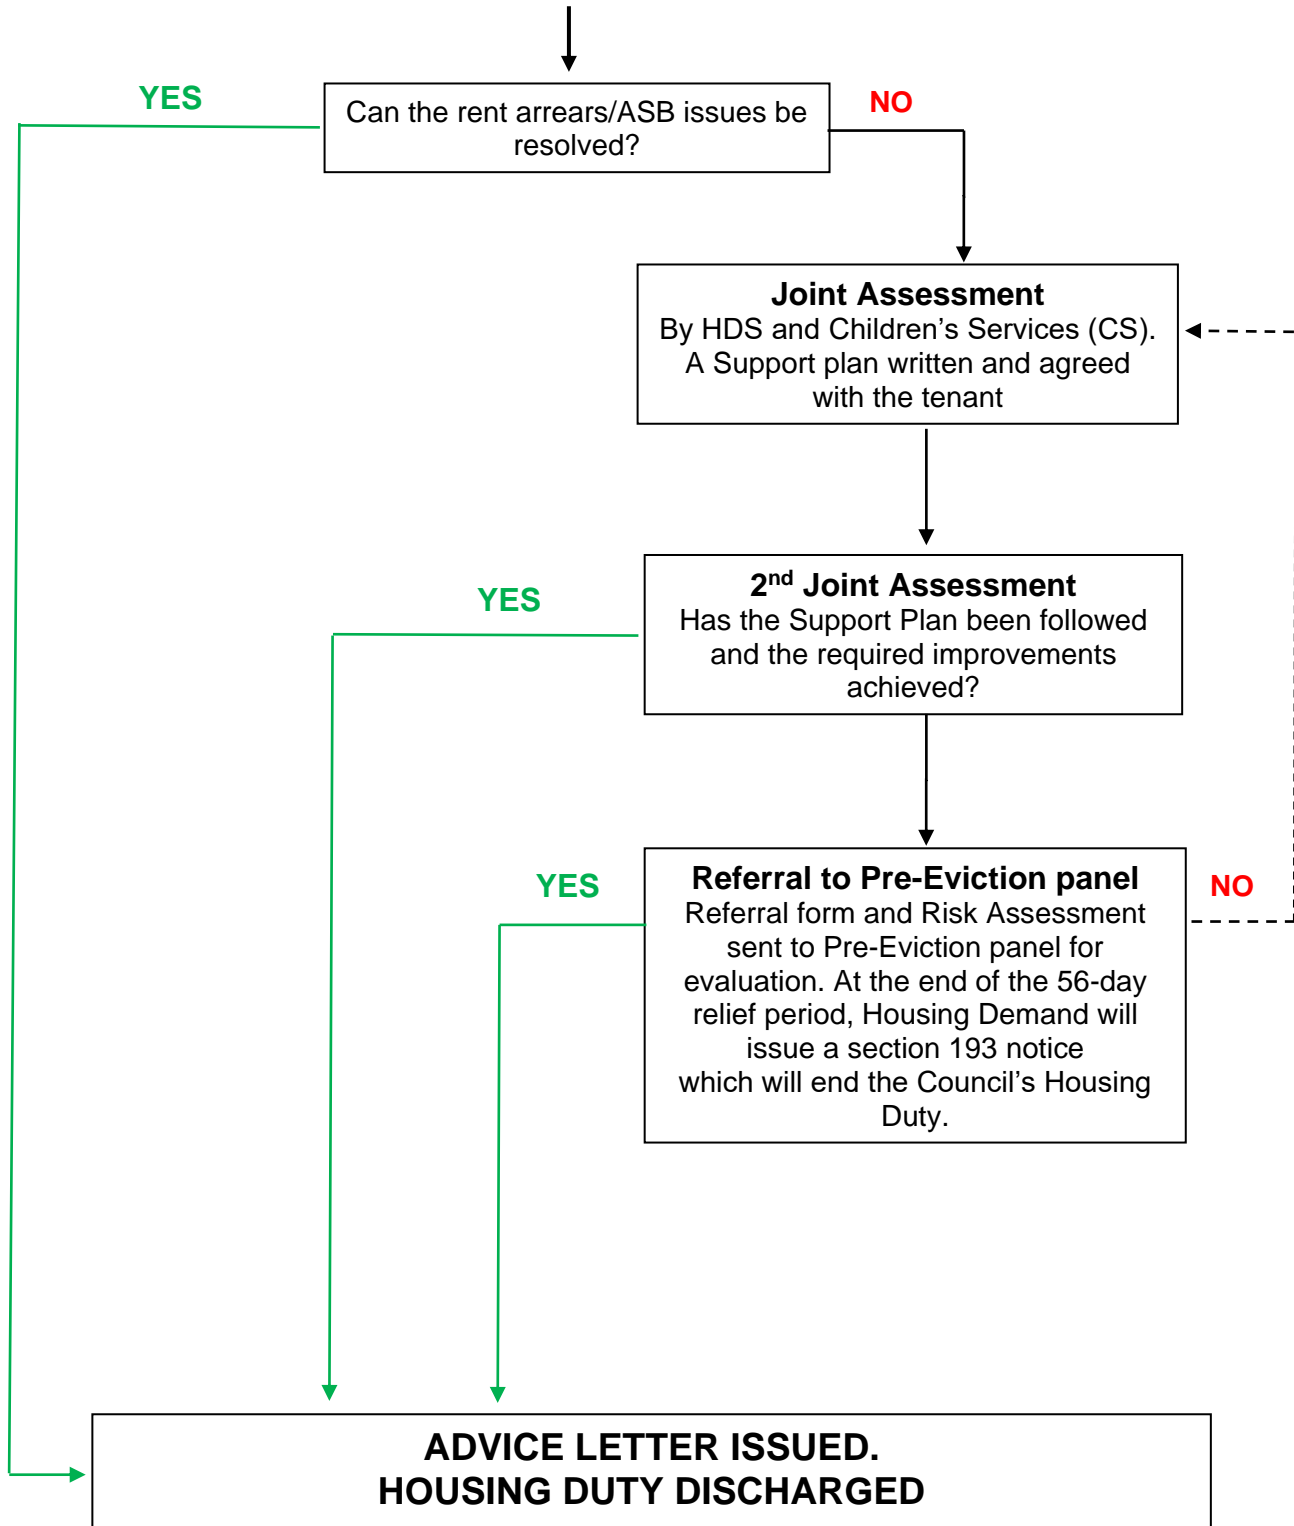 YES
Can the rent arrears/ASB issues be
resolved?
NO
Joint Assessment
By HDS and Children’s Services (CS).
A Support plan written and agreed
with the tenant
YES
2nd Joint Assessment
Has the Support Plan been followed
and the required improvements
achieved?
YES
Referral to Pre-Eviction panel
Referral form and Risk Assessment
sent to Pre-Eviction panel for
evaluation. At the end of the 56-day
relief period, Housing Demand will
issue a section 193 notice
which will end the Council’s Housing
Duty.
NO
ADVICE LETTER ISSUED.
HOUSING DUTY DISCHARGED